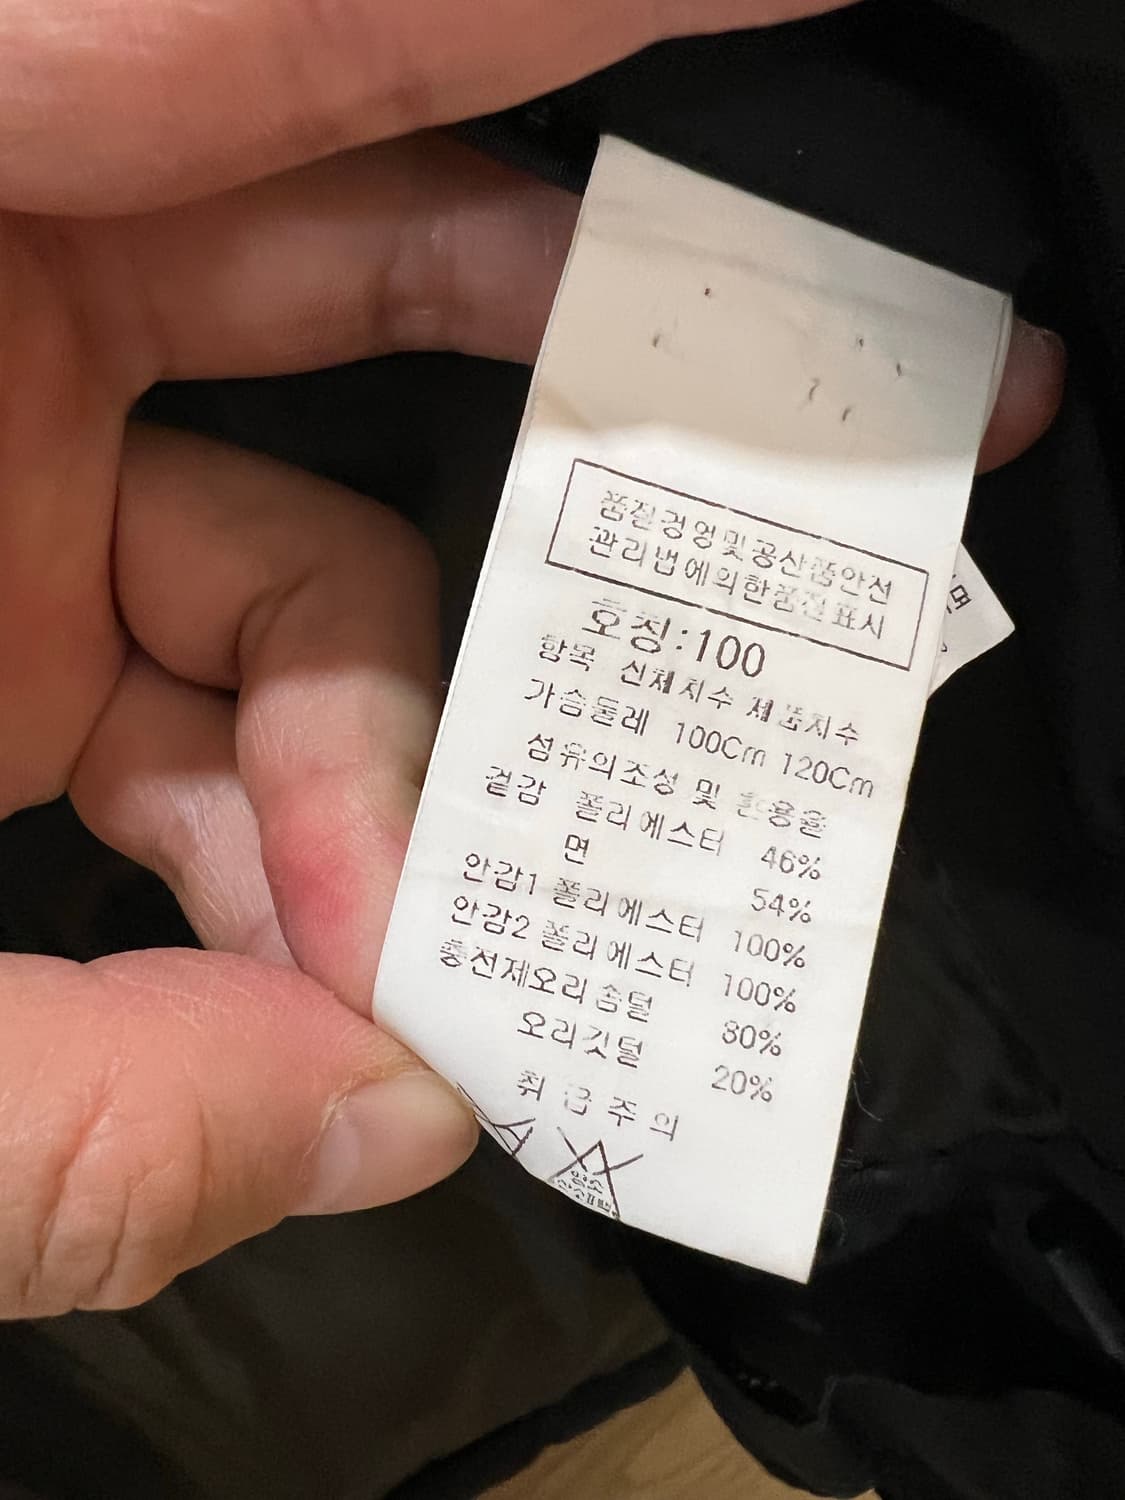 품질경영및공산품안전
관리법에의한품질표시
호칭:100
항목 신체치수 제품치수
가슴둘레 100Cm 120Cm
섬유의조성 및 혼용율
겉감 폴리에스터 46%
면 54%
안감1 폴리에스터 100%
안감2 폴리에스터 100%
충전제오리솜털 80%
오리깃털 20%
취급주의
염소